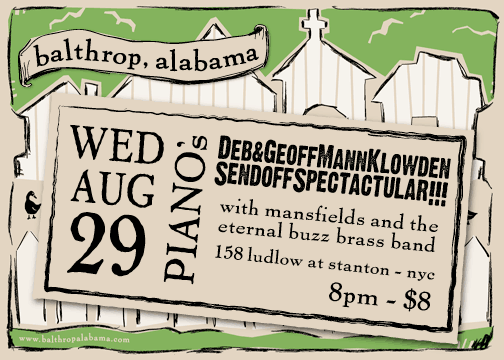 balthrop, alabama
WED
AUG
29
PIANO's
DEB&GEOFFMANNKLOWDEN
SENDOFFSPECTACTULAR!!!
with mansfields and the
eternal buzz brass band
158 ludlow at stanton - nyc
8pm - $8
www.balthropalabama.com